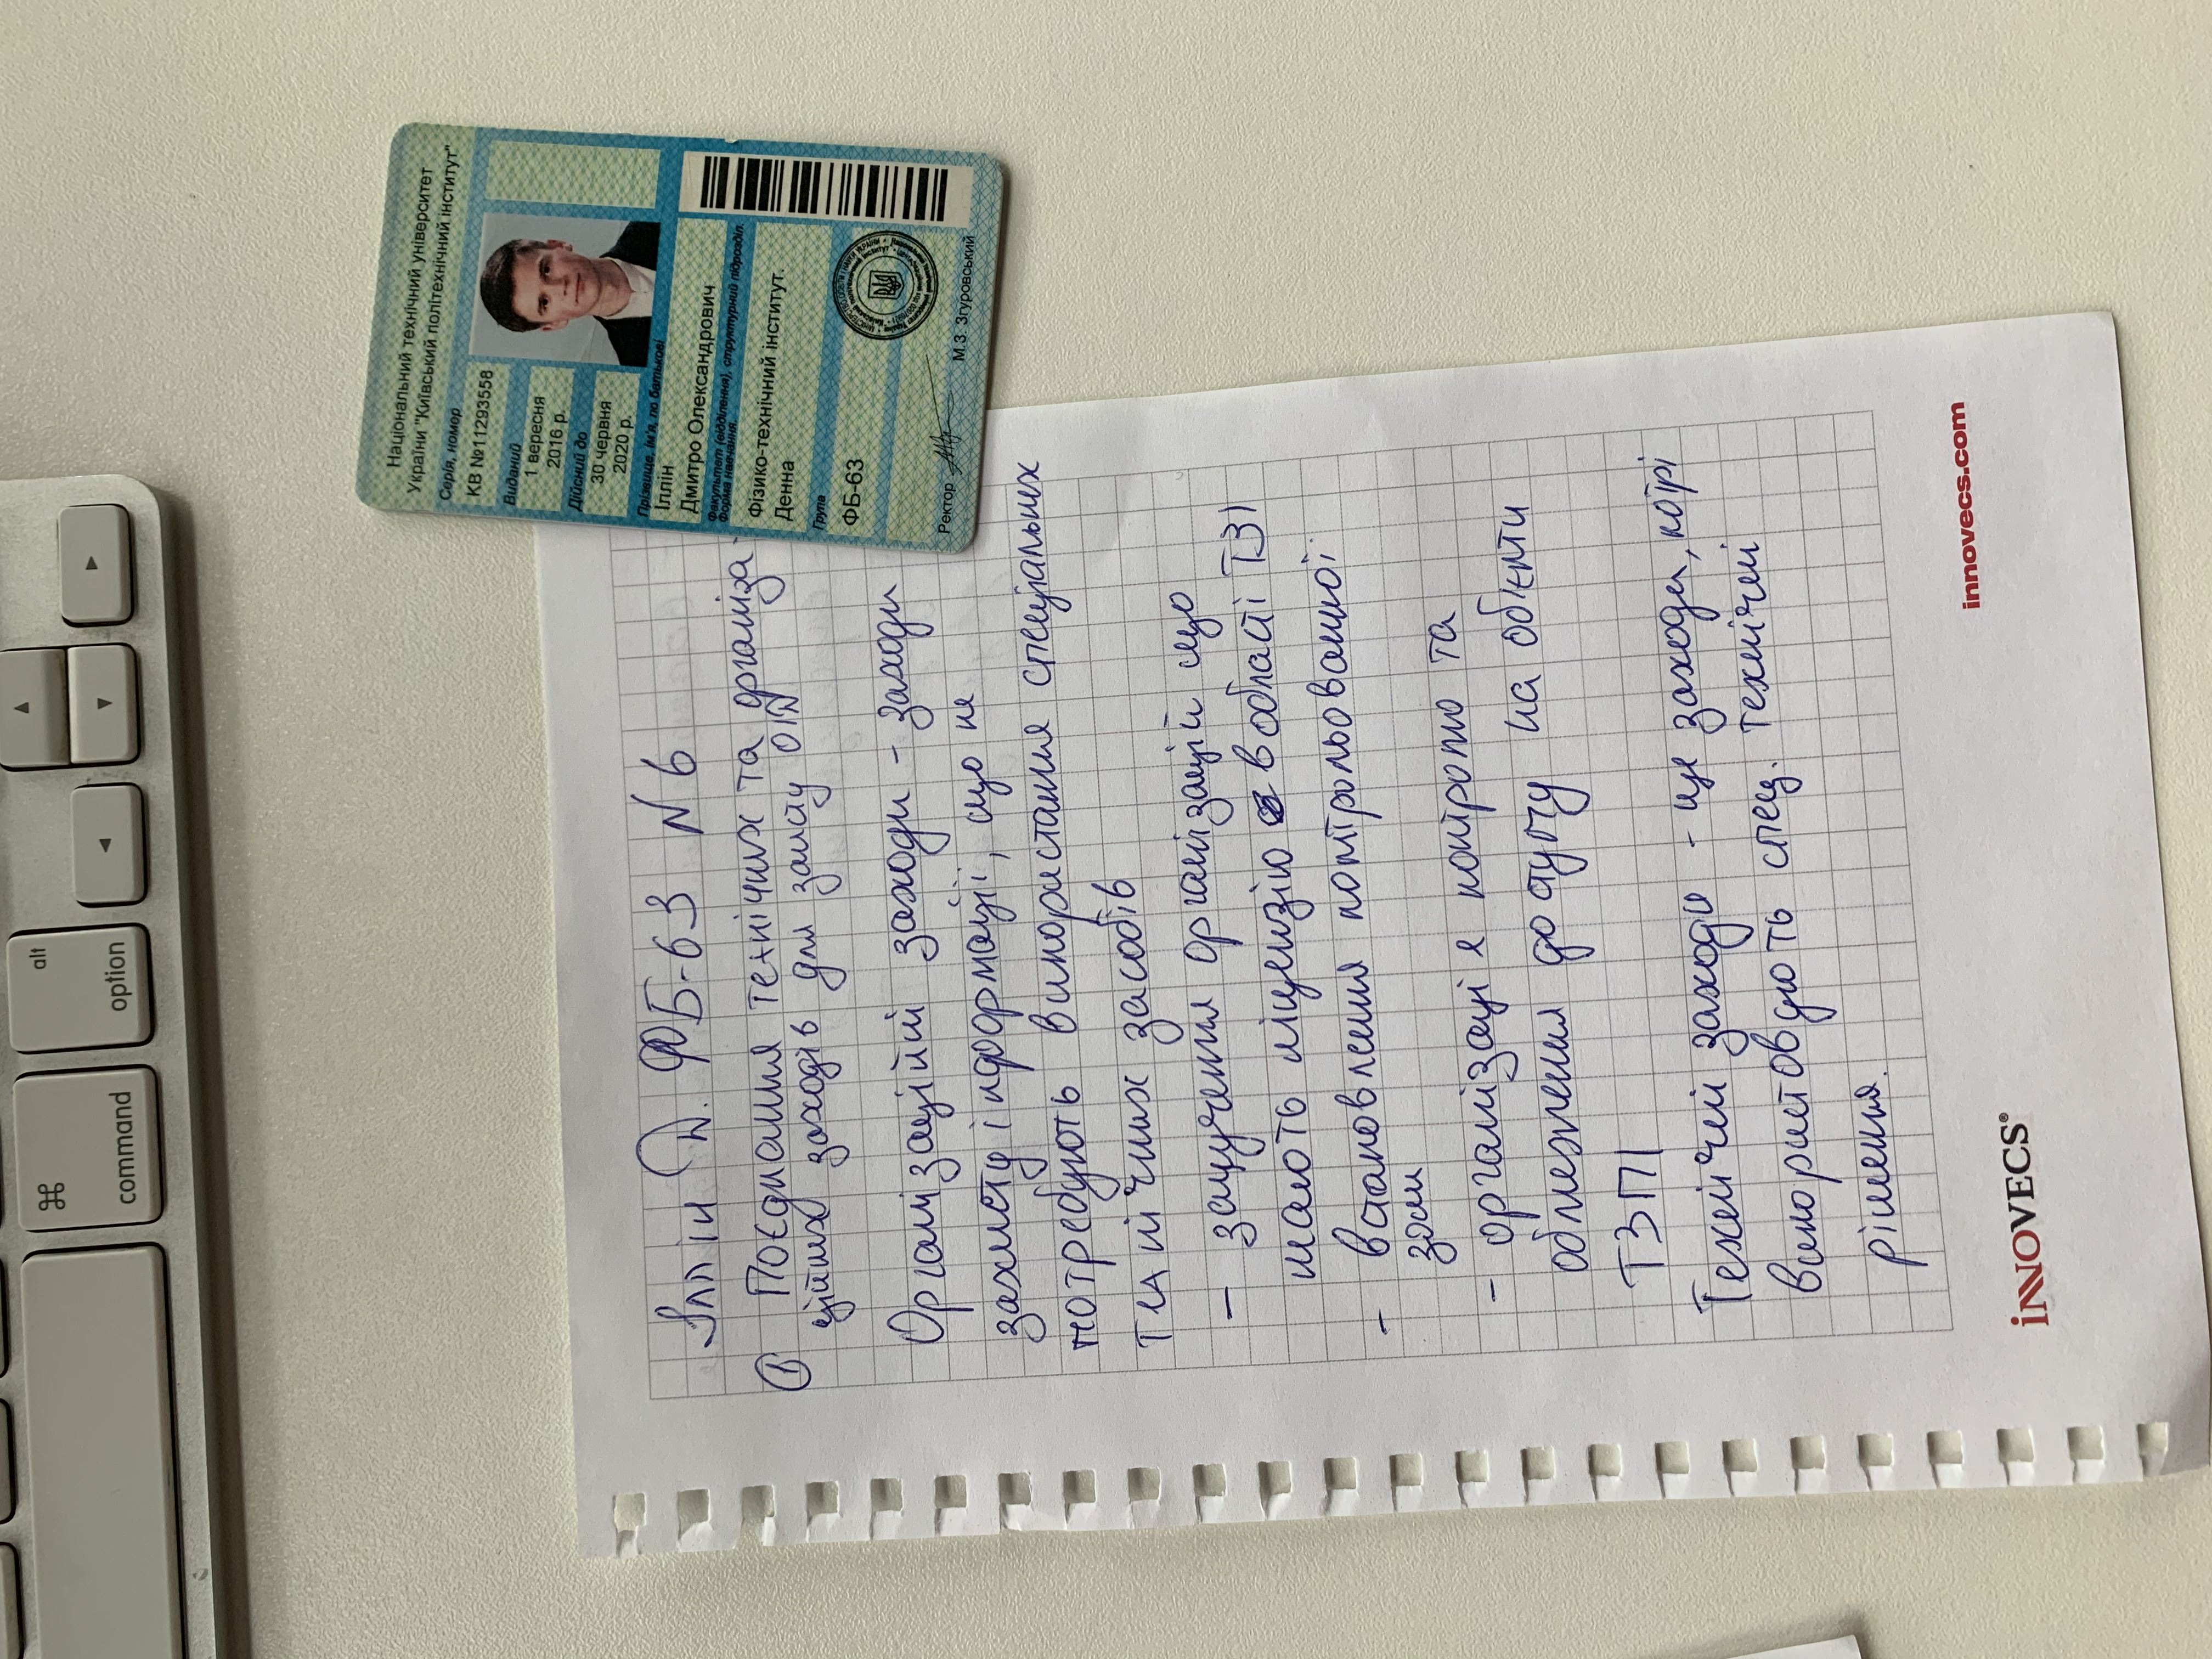 ⌘
command
alt
option
Національний технічний університет
України "Київський політехнічний інститут"
Серія, номер
КВ №11293558
Виданий
1 вересня
2016 р.
Дійсний до
30 червня
2020 р.
Прізвище, ім'я, по батькові
Іллін
Дмитро Олександрович
Факультет (відділення), структурний підрозділ.
Форма навчання.
Фізико-технічний інститут.
Денна
Група
ФБ-63
Ректор
М.З. Згуровський
Іллін Д. ФБ-63 N 6
① Поєднання технічних та організа-
ційних заходів для захисту ОІД
Організаційні заходи - заходи
захисту інформації, що не
потребують використання спеціальних
технічних засобів
- залучення організацій що
мають ліцензію в області ТЗІ
- встановлення контрольованної
зони
- організація контролю та
обмеження доступу на об'єкти
ТЗПІ
Технічні заходи - це заходи, котрі
використовують спец. технічні
рішення.
innovecs.com
iNNOVECS®